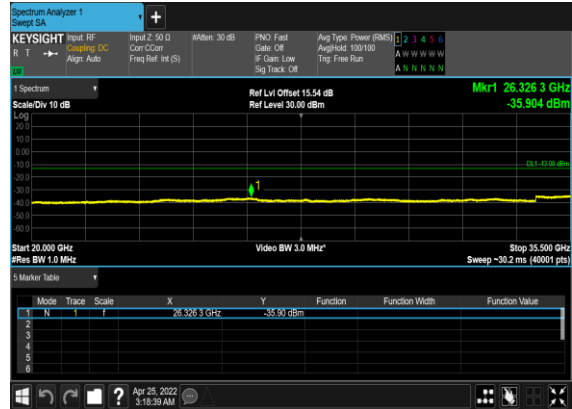 Spectrum Analyzer 1
Swept SA
+
KEYSIGHT Input: RF Input Z: 50 Ω #Atten: 30 dB PNO: Fast Avg Type: Power (RMS) 1 2 3 4 5 6
R T Coupling: DC Corr CCorr Gate: Off Avg|Hold: 100/100 A W W W W W
Align: Auto Freq Ref: Int (S) IF Gain: Low Trig: Free Run
Sig Track: Off A N N N N N
1 Spectrum Ref Lvl Offset 15.54 dB Mkr1 26.326 3 GHz
Scale/Div 10 dB Ref Level 30.00 dBm -35.904 dBm
Log
20.0
10.0
0.00
-10.0 DL1 -13.00 dBm
-20.0
-30.0 1
-40.0
-50.0
-60.0
Start 20.000 GHz Video BW 3.0 MHz* Stop 35.500 GHz
#Res BW 1.0 MHz Sweep ~30.2 ms (40001 pts)
5 Marker Table
Mode Trace Scale X Y Function Function Width Function Value
1 N 1 f 26.326 3 GHz -35.90 dBm
2
3
4
5
6
? Apr 25, 2022
3:18:39 AM